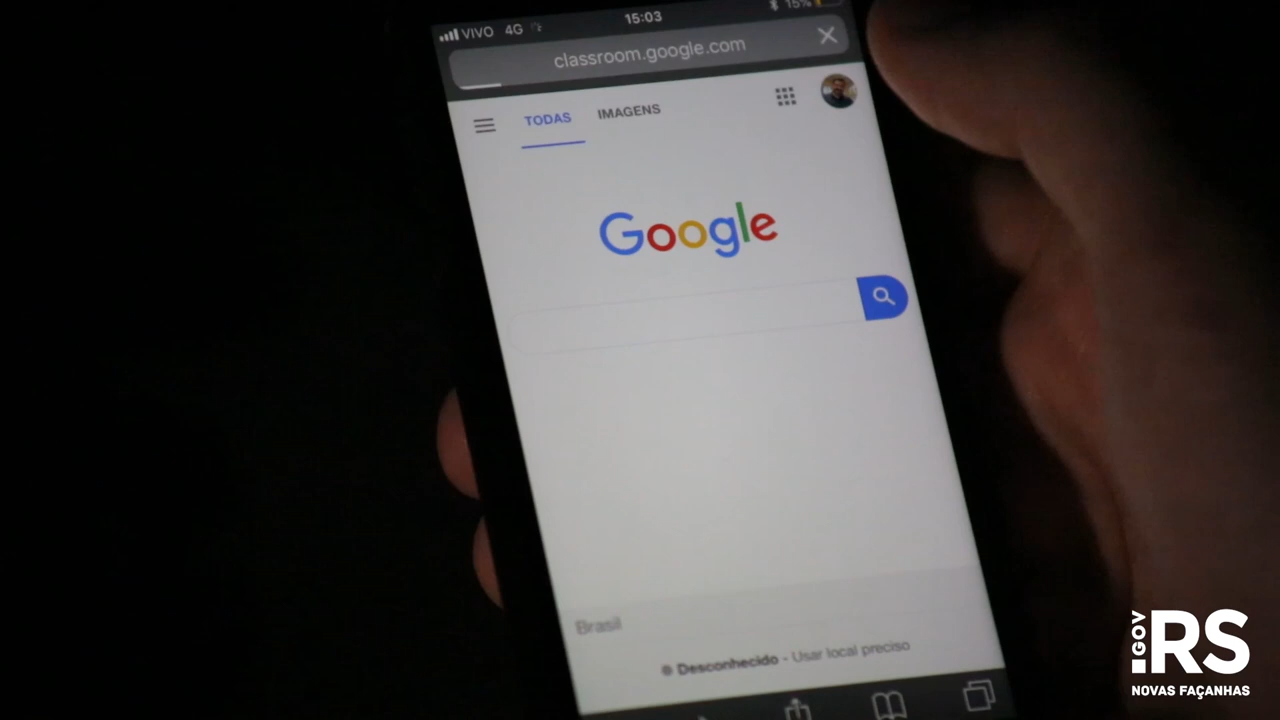 VIVO 4G 15:03 15%
classroom.google.com
TODAS IMAGENS
Google
Brasil
Desconhecido - Usar local preciso
.GOV RS
NOVAS FAÇANHAS